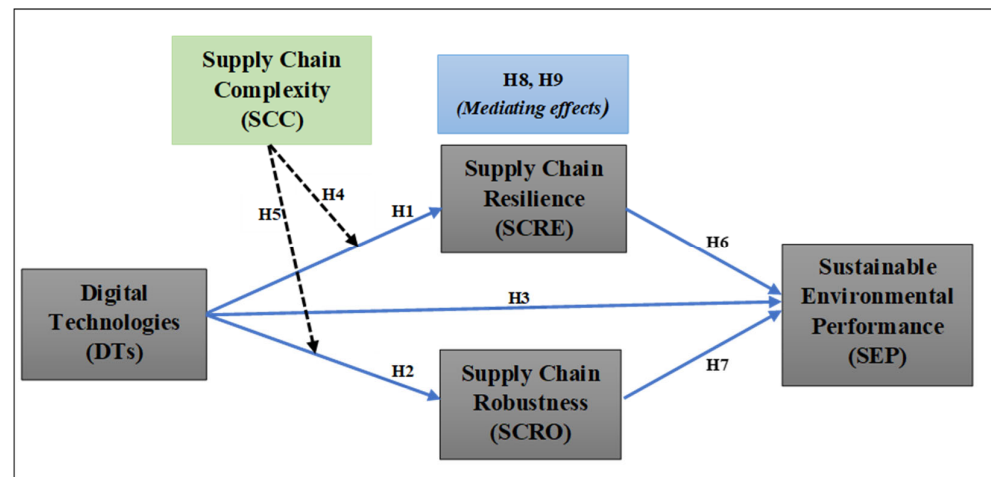 Supply Chain
Complexity
(SCC)
H8, H9
(Mediating effects)
H4
H5
H1
Supply Chain
Resilience
(SCRE)
H6
Digital
Technologies
(DTs)
H3
Sustainable
Environmental
Performance
(SEP)
H2
Supply Chain
Robustness
(SCRO)
H7